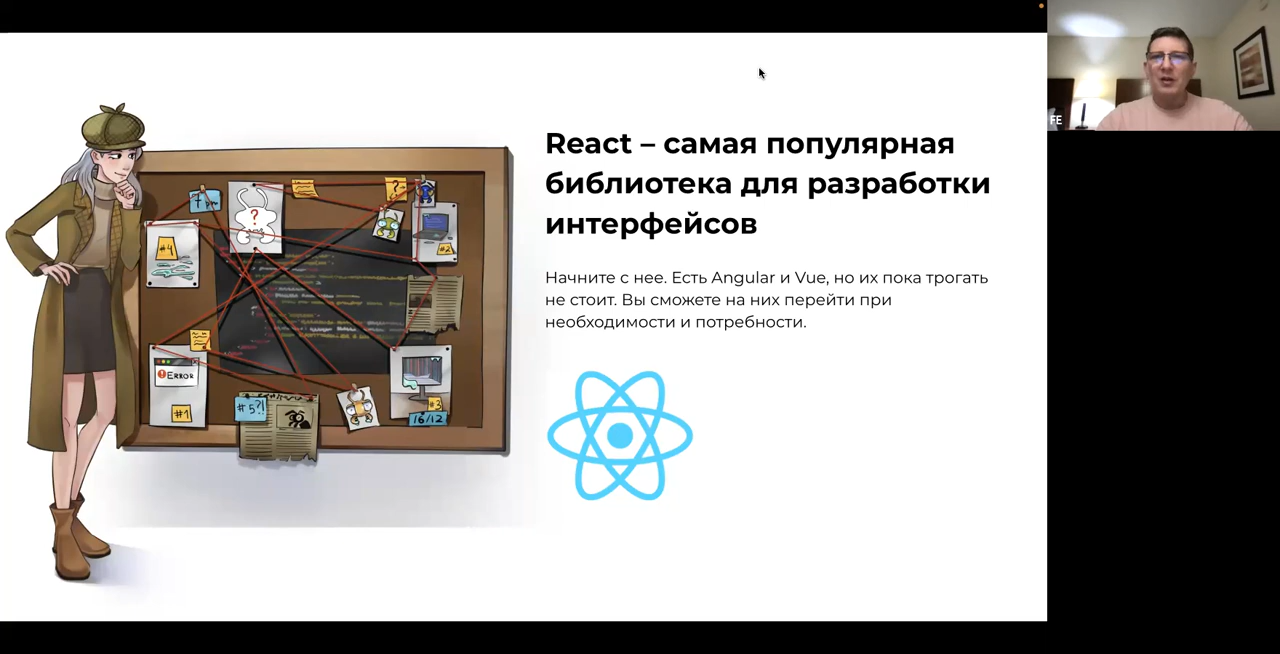 React – самая популярная
библиотека для разработки
интерфейсов
Начните с нее. Есть Angular и Vue, но их пока трогать
не стоит. Вы сможете на них перейти при
необходимости и потребности.
FE
?
?
#4
#2
ERROR
#1
#5?!
#3
16/12